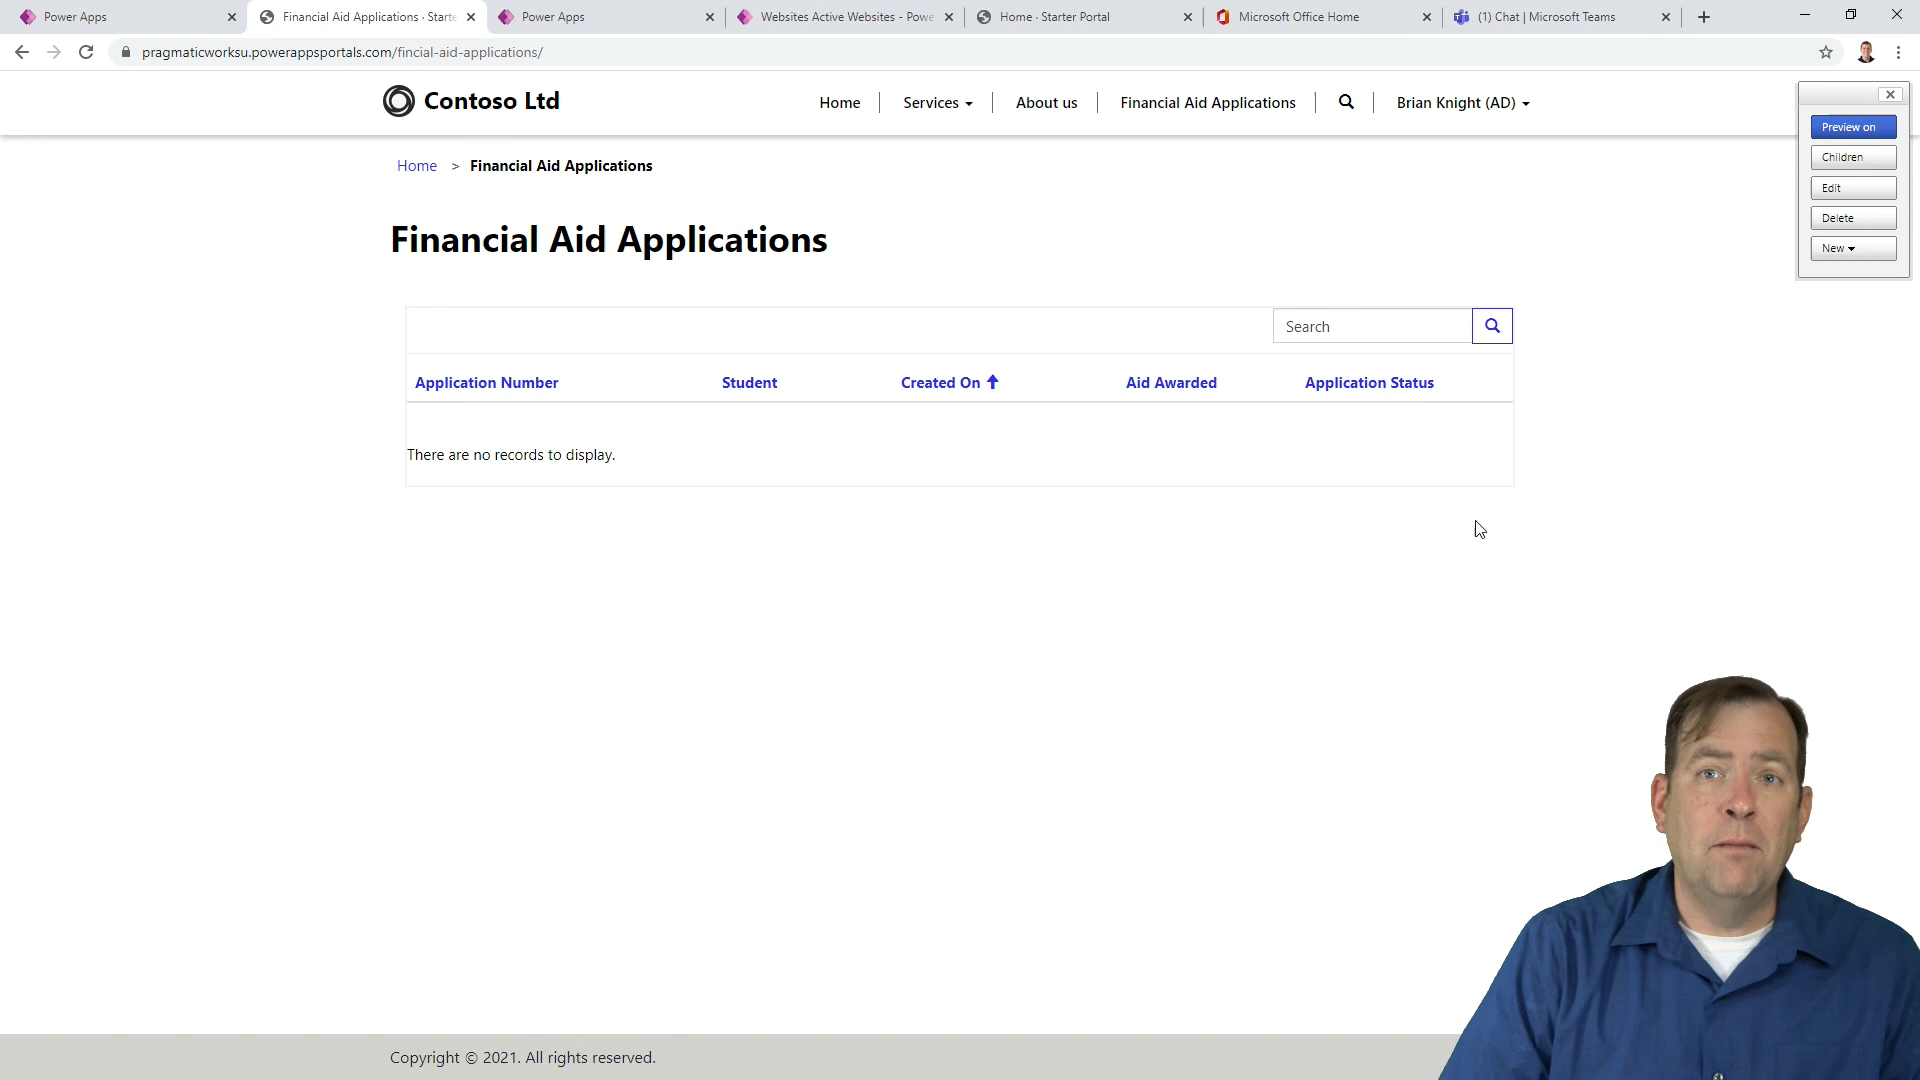 Power Apps
Financial Aid Applications · Starte
Power Apps
Websites Active Websites - Powe
Home · Starter Portal
Microsoft Office Home
(1) Chat | Microsoft Teams
pragmaticworksu.powerappsportals.com/fincial-aid-applications/
Contoso Ltd
Home
Services
About us
Financial Aid Applications
Brian Knight (AD)
Preview on
Children
Edit
Delete
New
Home > Financial Aid Applications
Financial Aid Applications
Search
Application Number
Student
Created On
Aid Awarded
Application Status
There are no records to display.
Copyright © 2021. All rights reserved.